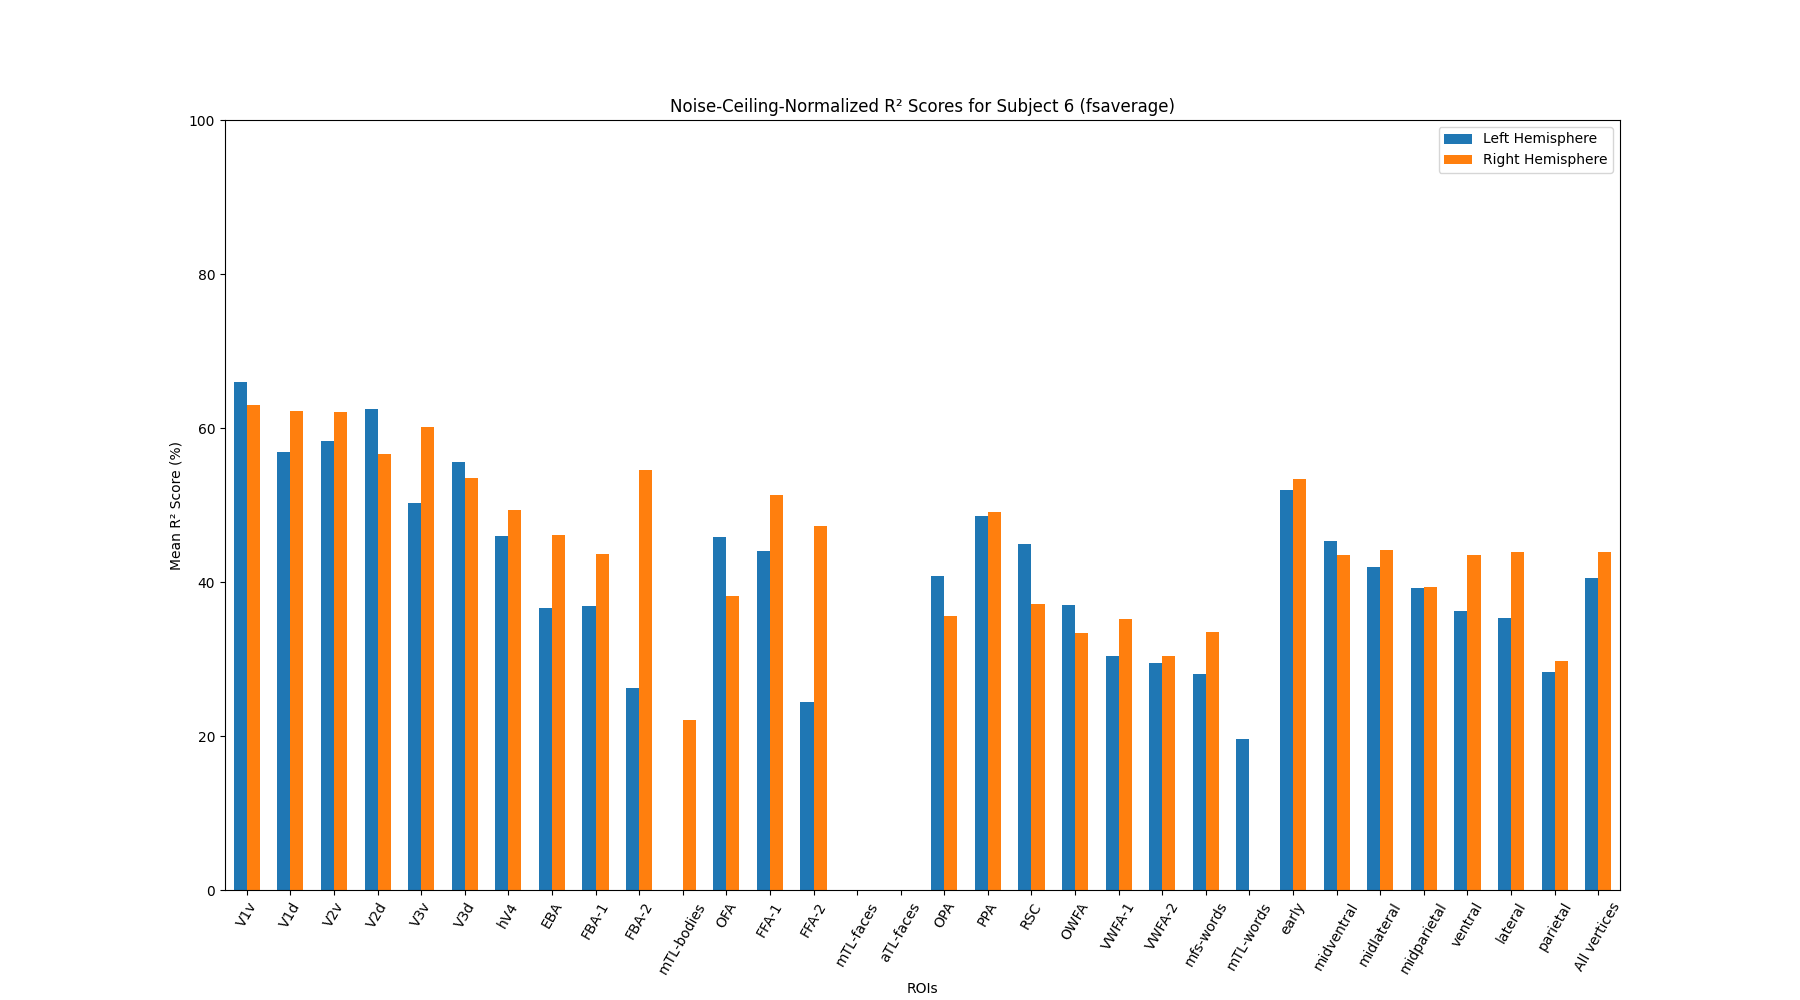 Noise-Ceiling-Normalized R² Scores for Subject 6 (fsaverage)
Left Hemisphere
Right Hemisphere
Mean R² Score (%)
100
80
60
40
20
0
V1v
V1d
V2v
V2d
V3v
V3d
hV4
EBA
FBA-1
FBA-2
mTL-bodies
OFA
FFA-1
FFA-2
mTL-faces
aTL-faces
OPA
PPA
RSC
OWFA
VWFA-1
VWFA-2
mfs-words
mTL-words
early
midventral
midlateral
midparietal
ventral
lateral
parietal
All vertices
ROIs